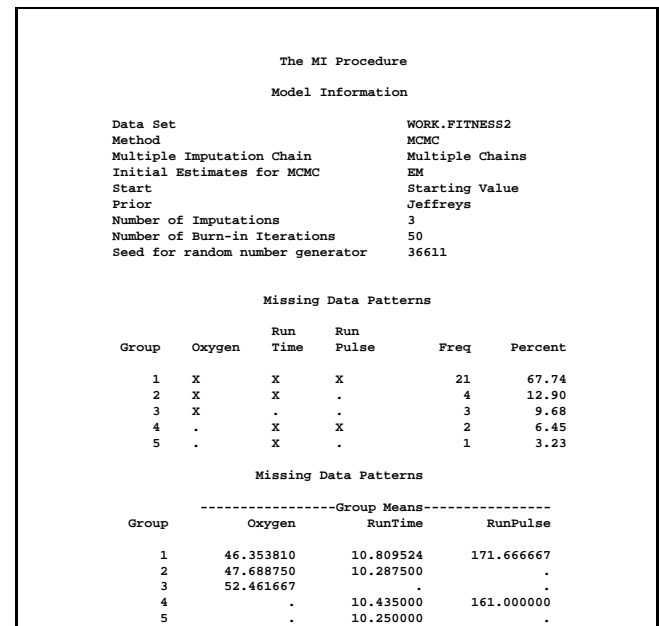 The MI Procedure
Model Information
Data Set WORK.FITNESS2
Method MCMC
Multiple Imputation Chain Multiple Chains
Initial Estimates for MCMC EM
Start Starting Value
Prior Jeffreys
Number of Imputations 3
Number of Burn-in Iterations 50
Seed for random number generator 36611
Missing Data Patterns
Run Run
Group Oxygen Time Pulse Freq Percent
1 X X X 21 67.74
2 X X . 4 12.90
3 X . . 3 9.68
4 . X X 2 6.45
5 . X . 1 3.23
Missing Data Patterns
-----------------Group Means----------------
Group Oxygen RunTime RunPulse
1 46.353810 10.809524 171.666667
2 47.688750 10.287500 .
3 52.461667 . .
4 . 10.435000 161.000000
5 . 10.250000 .